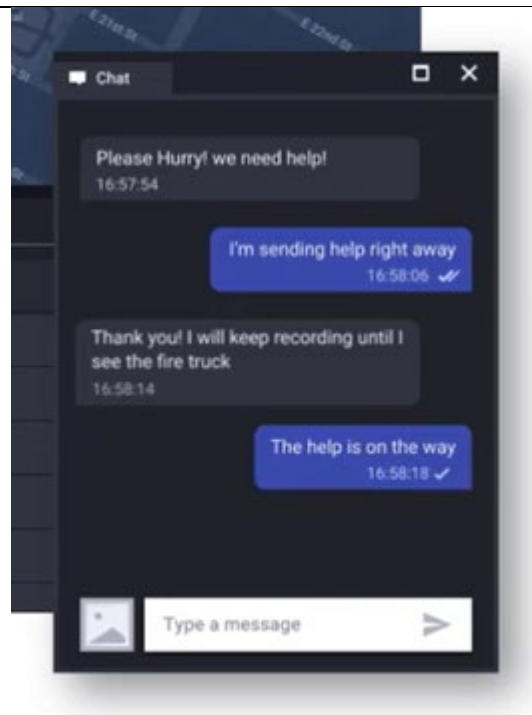 E 21st St
E 22nd St
Chat
Please Hurry! we need help!
16:57:54
I'm sending help right away
16:58:06
Thank you! I will keep recording until I
see the fire truck
16:58:14
The help is on the way
16:58:18
Type a message